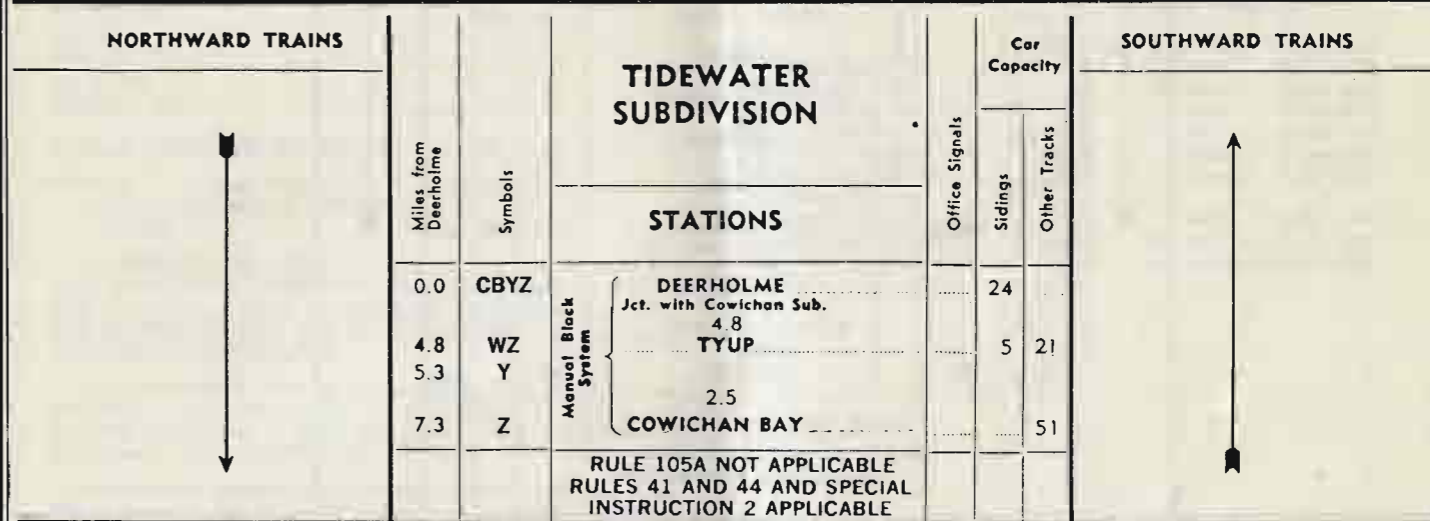 NORTHWARD TRAINS
Miles from
Deerholme
Symbols
TIDEWATER
SUBDIVISION
STATIONS
Office Signals
Car
Capacity
Sidings
Other Tracks
SOUTHWARD TRAINS
Manual Block
System
0.0 CBYZ DEERHOLME 24
Jct. with Cowichan Sub.
4.8
4.8 WZ TYUP 5 21
5.3 Y
2.5
7.3 Z COWICHAN BAY 51
RULE 105A NOT APPLICABLE
RULES 41 AND 44 AND SPECIAL
INSTRUCTION 2 APPLICABLE